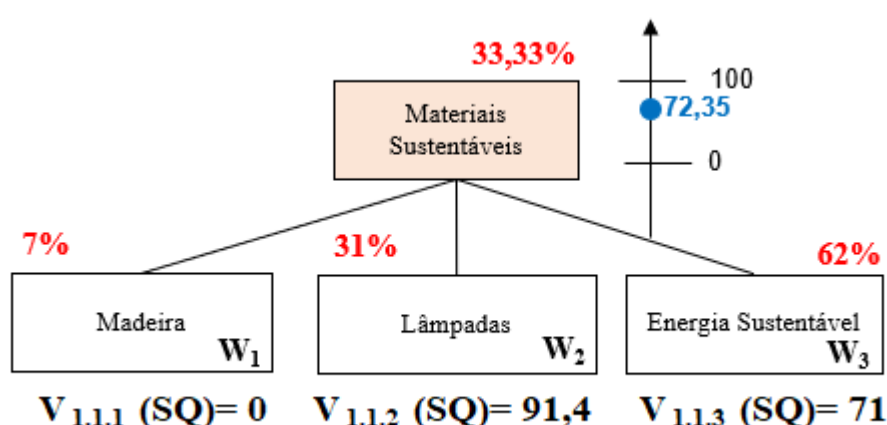 33,33%
Materiais
Sustentáveis
100
72,35
0
7%
31%
62%
Madeira
W1
Lâmpadas
W2
Energia Sustentável
W3
V 1.1.1 (SQ)= 0
V 1.1.2 (SQ)= 91,4
V 1.1.3 (SQ)= 71